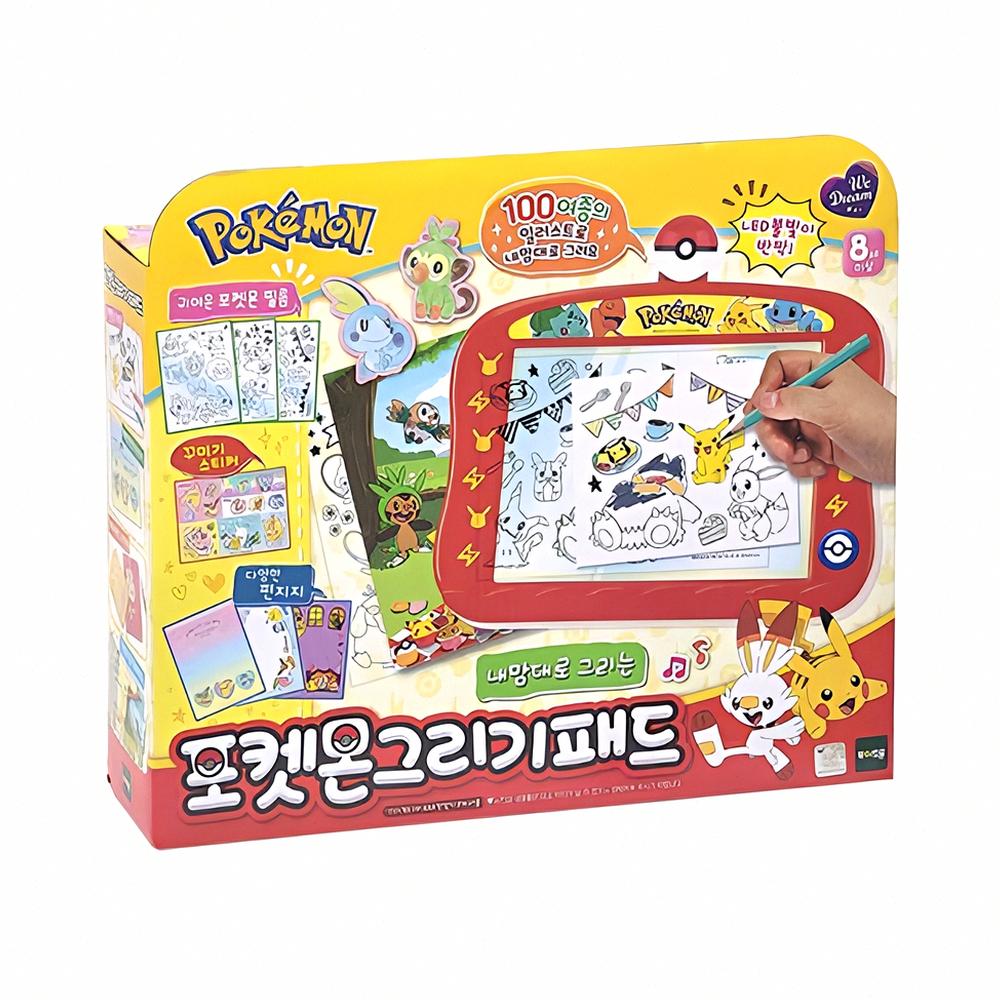 POKéMON
100여종의
일러스트로
내맘대로 그려요
LED 불빛이
반짝!
We
Dream
8세
이상
귀여운 포켓몬 필름
POKéMON
꾸미기
스티커
다양한
편지지
내맘대로 그리는
포켓몬그리기패드